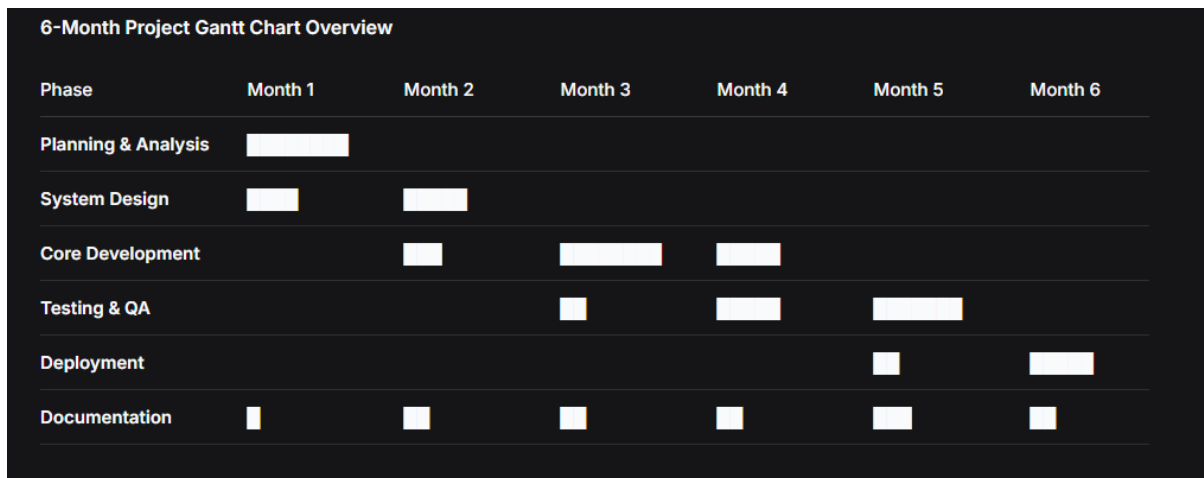 6-Month Project Gantt Chart Overview
Phase Month 1 Month 2 Month 3 Month 4 Month 5 Month 6
Planning & Analysis
System Design
Core Development
Testing & QA
Deployment
Documentation